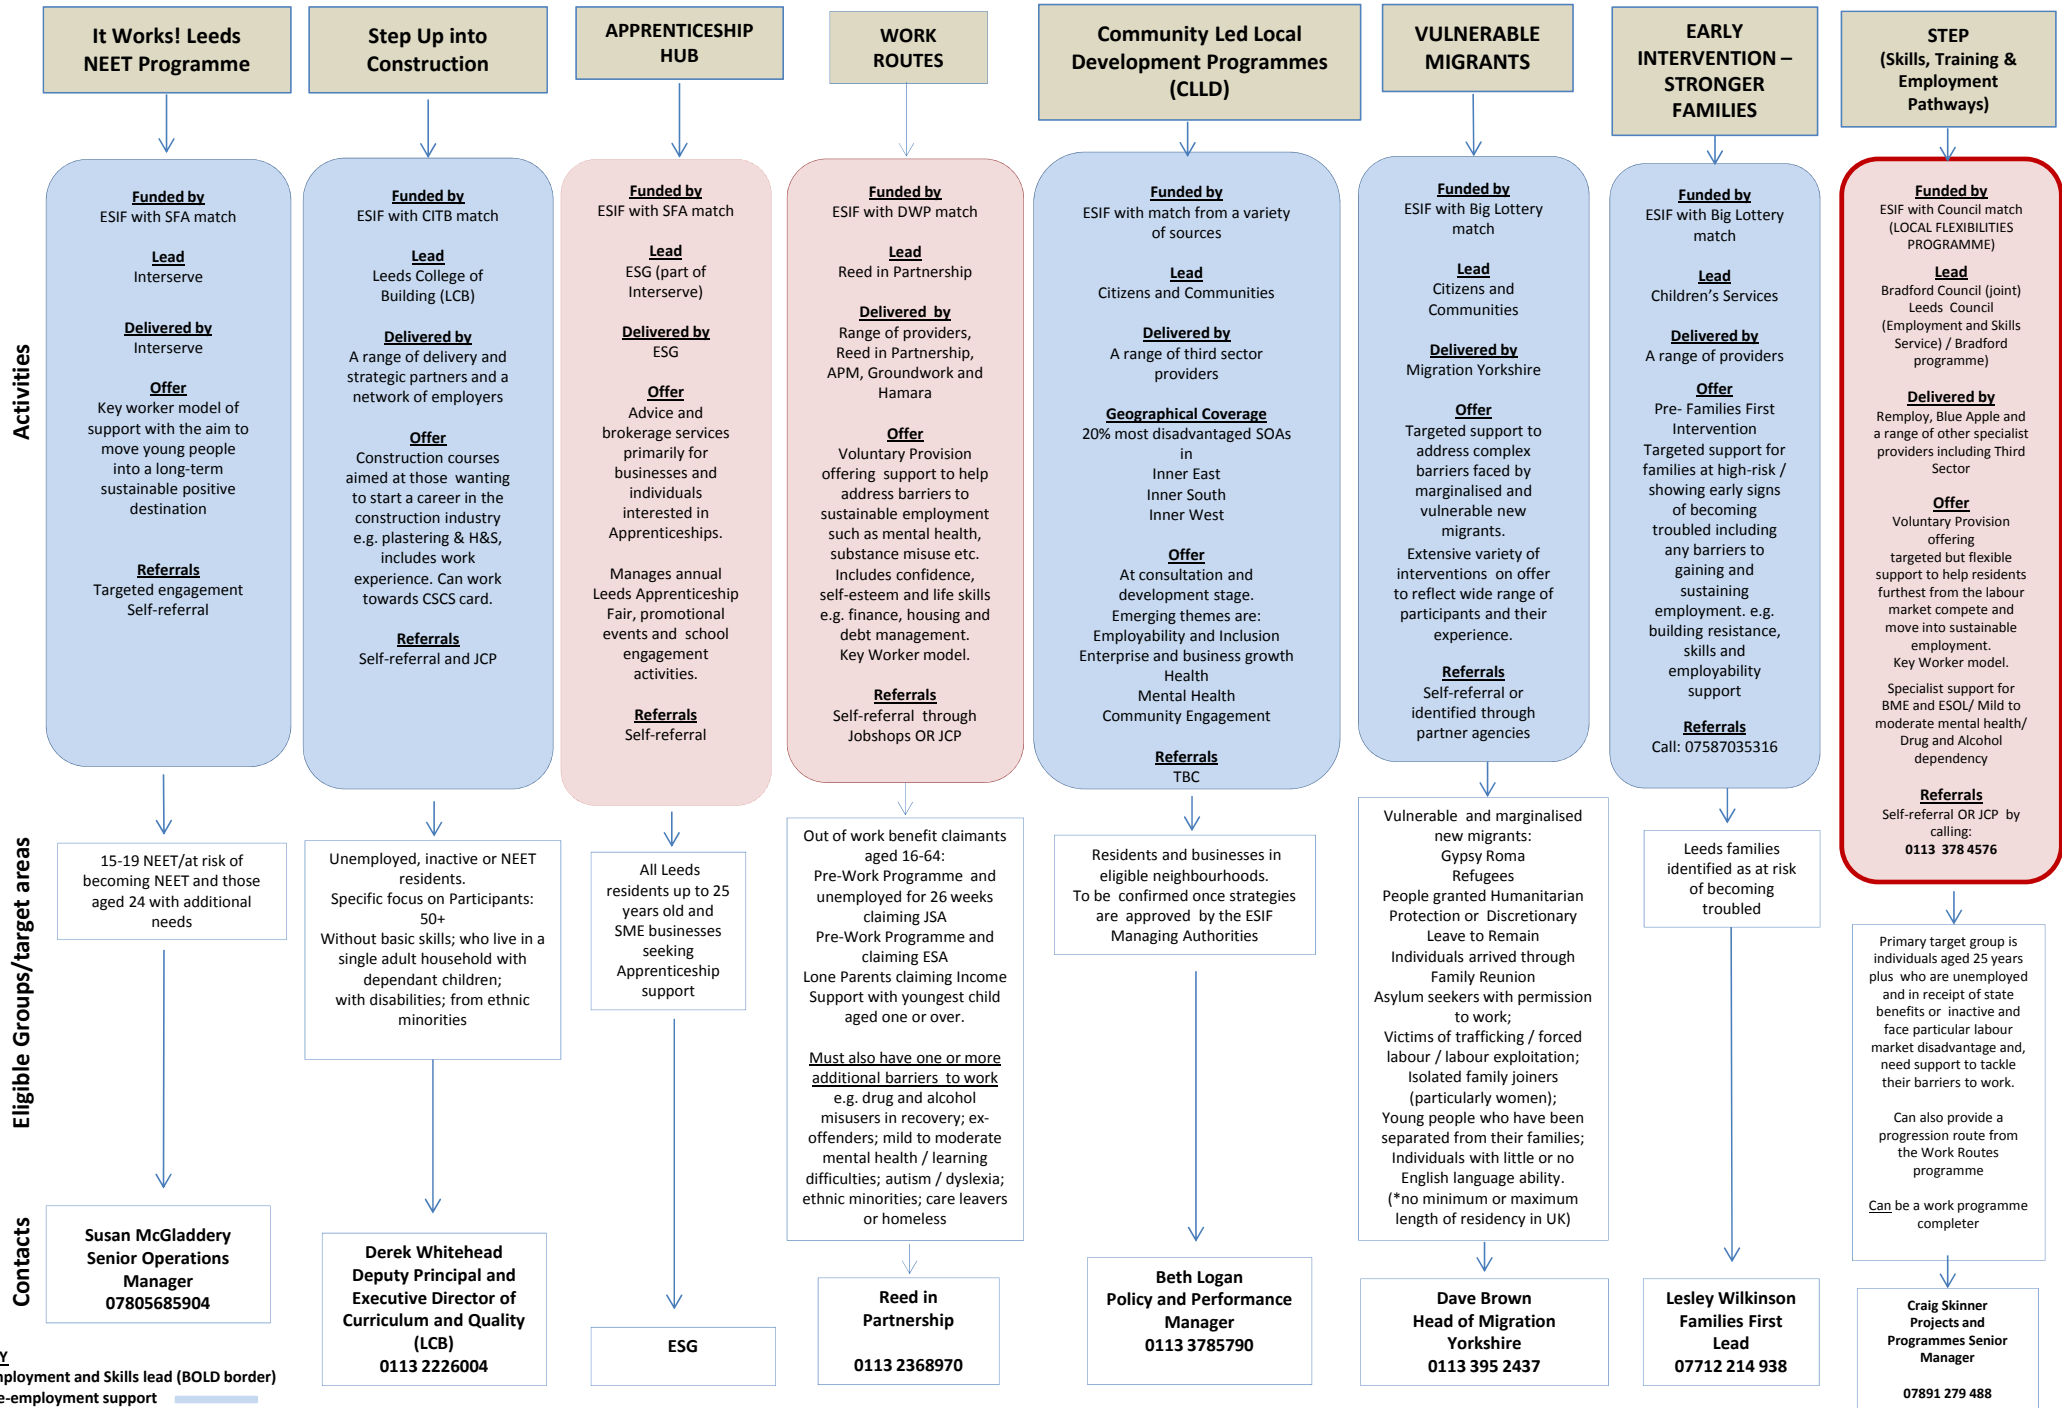 It Works! Leeds
NEET Programme
Step Up into
Construction
APPRENTICESHIP
HUB
WORK
ROUTES
Community Led Local
Development Programmes
(CLLD)
VULNERABLE
MIGRANTS
EARLY
INTERVENTION –
STRONGER
FAMILIES
STEP
(Skills, Training &
Employment
Pathways)
Activities
Funded by
ESIF with SFA match
Lead
Interserve
Delivered by
Interserve
Offer
Key worker model of
support with the aim to
move young people
into a long-term
sustainable positive
destination
Referrals
Targeted engagement
Self-referral
Funded by
ESIF with CITB match
Lead
Leeds College of
Building (LCB)
Delivered by
A range of delivery and
strategic partners and a
network of employers
Offer
Construction courses
aimed at those wanting
to start a career in the
construction industry
e.g. plastering & H&S,
includes work
experience. Can work
towards CSCS card.
Referrals
Self-referral and JCP
Funded by
ESIF with SFA match
Lead
ESG (part of
Interserve)
Delivered by
ESG
Offer
Advice and
brokerage services
primarily for
businesses and
individuals
interested in
Apprenticeships.
Manages annual
Leeds Apprenticeship
Fair, promotional
events and school
engagement
activities.
Referrals
Self-referral
Funded by
ESIF with DWP match
Lead
Reed in Partnership
Delivered by
Range of providers,
Reed in Partnership,
APM, Groundwork and
Hamara
Offer
Voluntary Provision
offering support to help
address barriers to
sustainable employment
such as mental health,
substance misuse etc.
Includes confidence,
self-esteem and life skills
e.g. finance, housing and
debt management.
Key Worker model.
Referrals
Self-referral through
Jobshops OR JCP
Funded by
ESIF with match from a variety
of sources
Lead
Citizens and Communities
Delivered by
A range of third sector
providers
Geographical Coverage
20% most disadvantaged SOAs
in
Inner East
Inner South
Inner West
Offer
At consultation and
development stage.
Emerging themes are:
Employability and Inclusion
Enterprise and business growth
Health
Mental Health
Community Engagement
Referrals
TBC
Funded by
ESIF with Big Lottery
match
Lead
Citizens and
Communities
Delivered by
Migration Yorkshire
Offer
Targeted support to
address complex
barriers faced by
marginalised and
vulnerable new
migrants.
Extensive variety of
interventions on offer
to reflect wide range of
participants and their
experience.
Referrals
Self-referral or
identified through
partner agencies
Funded by
ESIF with Big Lottery
match
Lead
Children's Services
Delivered by
A range of providers
Offer
Pre- Families First
Intervention
Targeted support for
families at high-risk /
showing early signs
of becoming
troubled including
any barriers to
gaining and
sustaining
employment. e.g.
building resistance,
skills and
employability
support
Referrals
Call: 07587035316
Funded by
ESIF with Council match
(LOCAL FLEXIBILITIES
PROGRAMME)
Lead
Bradford Council (joint)
Leeds Council
(Employment and Skills
Service) / Bradford
programme)
Delivered by
Remploy, Blue Apple and
a range of other specialist
providers including Third
Sector
Offer
Voluntary Provision
offering
targeted but flexible
support to help residents
furthest from the labour
market compete and
move into sustainable
employment.
Key Worker model.
Specialist support for
BME and ESOL/ Mild to
moderate mental health/
Drug and Alcohol
dependency
Referrals
Self-referral OR JCP by
calling:
0113 378 4576
Eligible Groups/target areas
15-19 NEET/at risk of
becoming NEET and those
aged 24 with additional
needs
Unemployed, inactive or NEET
residents.
Specific focus on Participants:
50+
Without basic skills; who live in a
single adult household with
dependant children;
with disabilities; from ethnic
minorities
All Leeds
residents up to 25
years old and
SME businesses
seeking
Apprenticeship
support
Out of work benefit claimants
aged 16-64:
Pre-Work Programme and
unemployed for 26 weeks
claiming JSA
Pre-Work Programme and
claiming ESA
Lone Parents claiming Income
Support with youngest child
aged one or over.
Must also have one or more
additional barriers to work
e.g. drug and alcohol
misusers in recovery; ex-
offenders; mild to moderate
mental health / learning
difficulties; autism / dyslexia;
ethnic minorities; care leavers
or homeless
Residents and businesses in
eligible neighbourhoods.
To be confirmed once strategies
are approved by the ESIF
Managing Authorities
Vulnerable and marginalised
new migrants:
Gypsy Roma
Refugees
People granted Humanitarian
Protection or Discretionary
Leave to Remain
Individuals arrived through
Family Reunion
Asylum seekers with permission
to work;
Victims of trafficking / forced
labour / labour exploitation;
Isolated family joiners
(particularly women);
Young people who have been
separated from their families;
Individuals with little or no
English language ability.
(*no minimum or maximum
length of residency in UK)
Leeds families
identified as at risk
of becoming
troubled
Primary target group is
individuals aged 25 years
plus who are unemployed
and in receipt of state
benefits or inactive and
face particular labour
market disadvantage and,
need support to tackle
their barriers to work.
Can also provide a
progression route from
the Work Routes
programme
Can be a work programme
completer
Contacts
Susan McGladdery
Senior Operations
Manager
07805685904
Derek Whitehead
Deputy Principal and
Executive Director of
Curriculum and Quality
(LCB)
0113 2226004
ESG
Reed in
Partnership
0113 2368970
Beth Logan
Policy and Performance
Manager
0113 3785790
Dave Brown
Head of Migration
Yorkshire
0113 395 2437
Lesley Wilkinson
Families First
Lead
07712 214 938
Craig Skinner
Projects and
Programmes Senior
Manager
07891 279 488
Y
nployment and Skills lead (BOLD border)
e-employment support